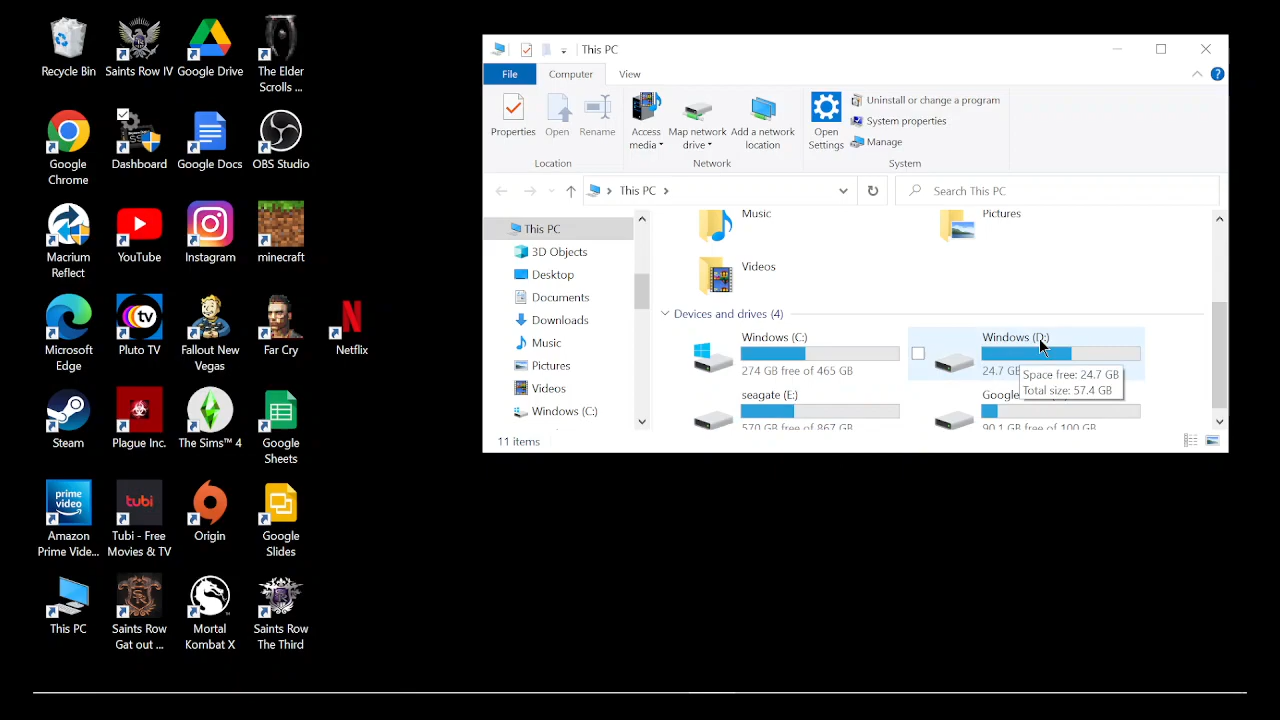 Recycle Bin
Saints Row IV
Google Drive
The Elder
Scrolls ...
Google
Chrome
Dashboard
Google Docs
OBS Studio
Macrium
Reflect
YouTube
Instagram
minecraft
Microsoft
Edge
Pluto TV
Fallout New
Vegas
Far Cry
Netflix
Steam
Plague Inc.
The Sims™ 4
Google
Sheets
Amazon
Prime Vide...
Tubi - Free
Movies & TV
Origin
Google
Slides
This PC
Saints Row
Gat out ...
Mortal
Kombat X
Saints Row
The Third
tv
prime
video
tubi
This PC
File
Computer
View
Properties
Open
Rename
Location
Access
media
Map network
drive
Add a network
location
Network
Open
Settings
Uninstall or change a program
System properties
Manage
System
This PC
Search This PC
This PC
3D Objects
Desktop
Documents
Downloads
Music
Pictures
Videos
Windows (C:)
Music
Pictures
Videos
Devices and drives (4)
Windows (C:)
274 GB free of 465 GB
Windows (D:)
24.7 GB
Space free: 24.7 GB
Total size: 57.4 GB
seagate (E:)
570 GB free of 867 GB
Google
90.1 GB free of 100 GB
11 items